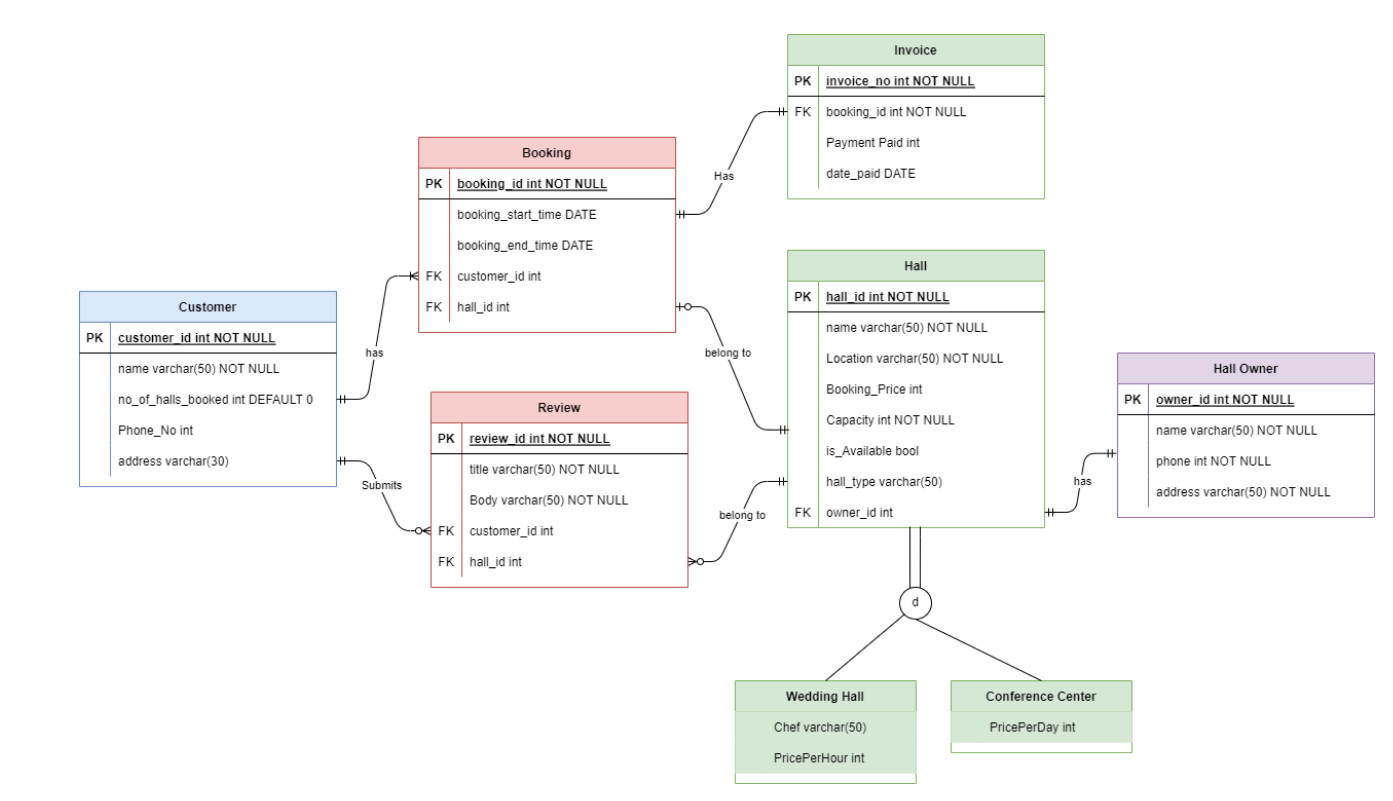 Invoice
PK invoice_no int NOT NULL
FK booking_id int NOT NULL
Payment Paid int
date_paid DATE
Booking
PK booking_id int NOT NULL
booking_start_time DATE
booking_end_time DATE
FK customer_id int
FK hall_id int
Has
Hall
PK hall_id int NOT NULL
name varchar(50) NOT NULL
Location varchar(50) NOT NULL
Booking_Price int
Capacity int NOT NULL
is_Available bool
hall_type varchar(50)
FK owner_id int
Customer
PK customer_id int NOT NULL
name varchar(50) NOT NULL
no_of_halls_booked int DEFAULT 0
Phone_No int
address varchar(30)
has
belong to
Hall Owner
PK owner_id int NOT NULL
name varchar(50) NOT NULL
phone int NOT NULL
address varchar(50) NOT NULL
Review
PK review_id int NOT NULL
title varchar(50) NOT NULL
Body varchar(50) NOT NULL
FK customer_id int
FK hall_id int
Submits
belong to
has
d
Wedding Hall
Chef varchar(50)
PricePerHour int
Conference Center
PricePerDay int